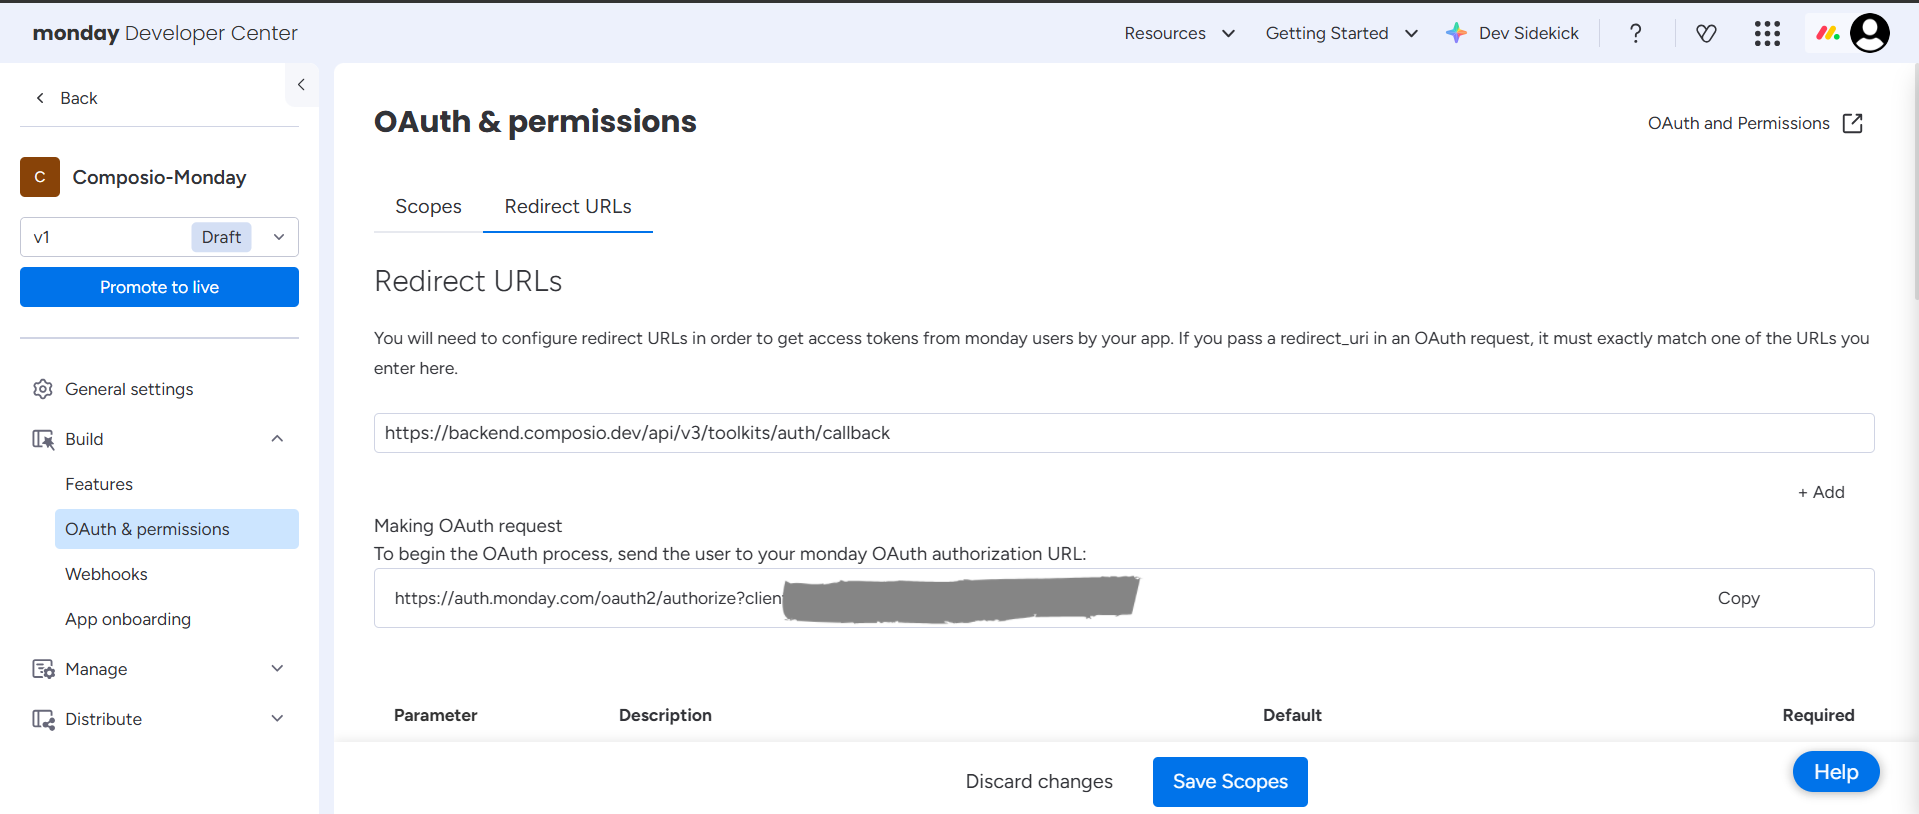 monday Developer Center
Resources
Getting Started
Dev Sidekick
?
Back
C
Composio-Monday
v1
Draft
Promote to live
General settings
Build
Features
OAuth & permissions
Webhooks
App onboarding
Manage
Distribute
OAuth & permissions
OAuth and Permissions
Scopes
Redirect URLs
Redirect URLs
You will need to configure redirect URLs in order to get access tokens from monday users by your app. If you pass a redirect_uri in an OAuth request, it must exactly match one of the URLs you
enter here.
https://backend.composio.dev/api/v3/toolkits/auth/callback
+ Add
Making OAuth request
To begin the OAuth process, send the user to your monday OAuth authorization URL:
https://auth.monday.com/oauth2/authorize?clien
Copy
Parameter
Description
Default
Required
Discard changes
Save Scopes
Help